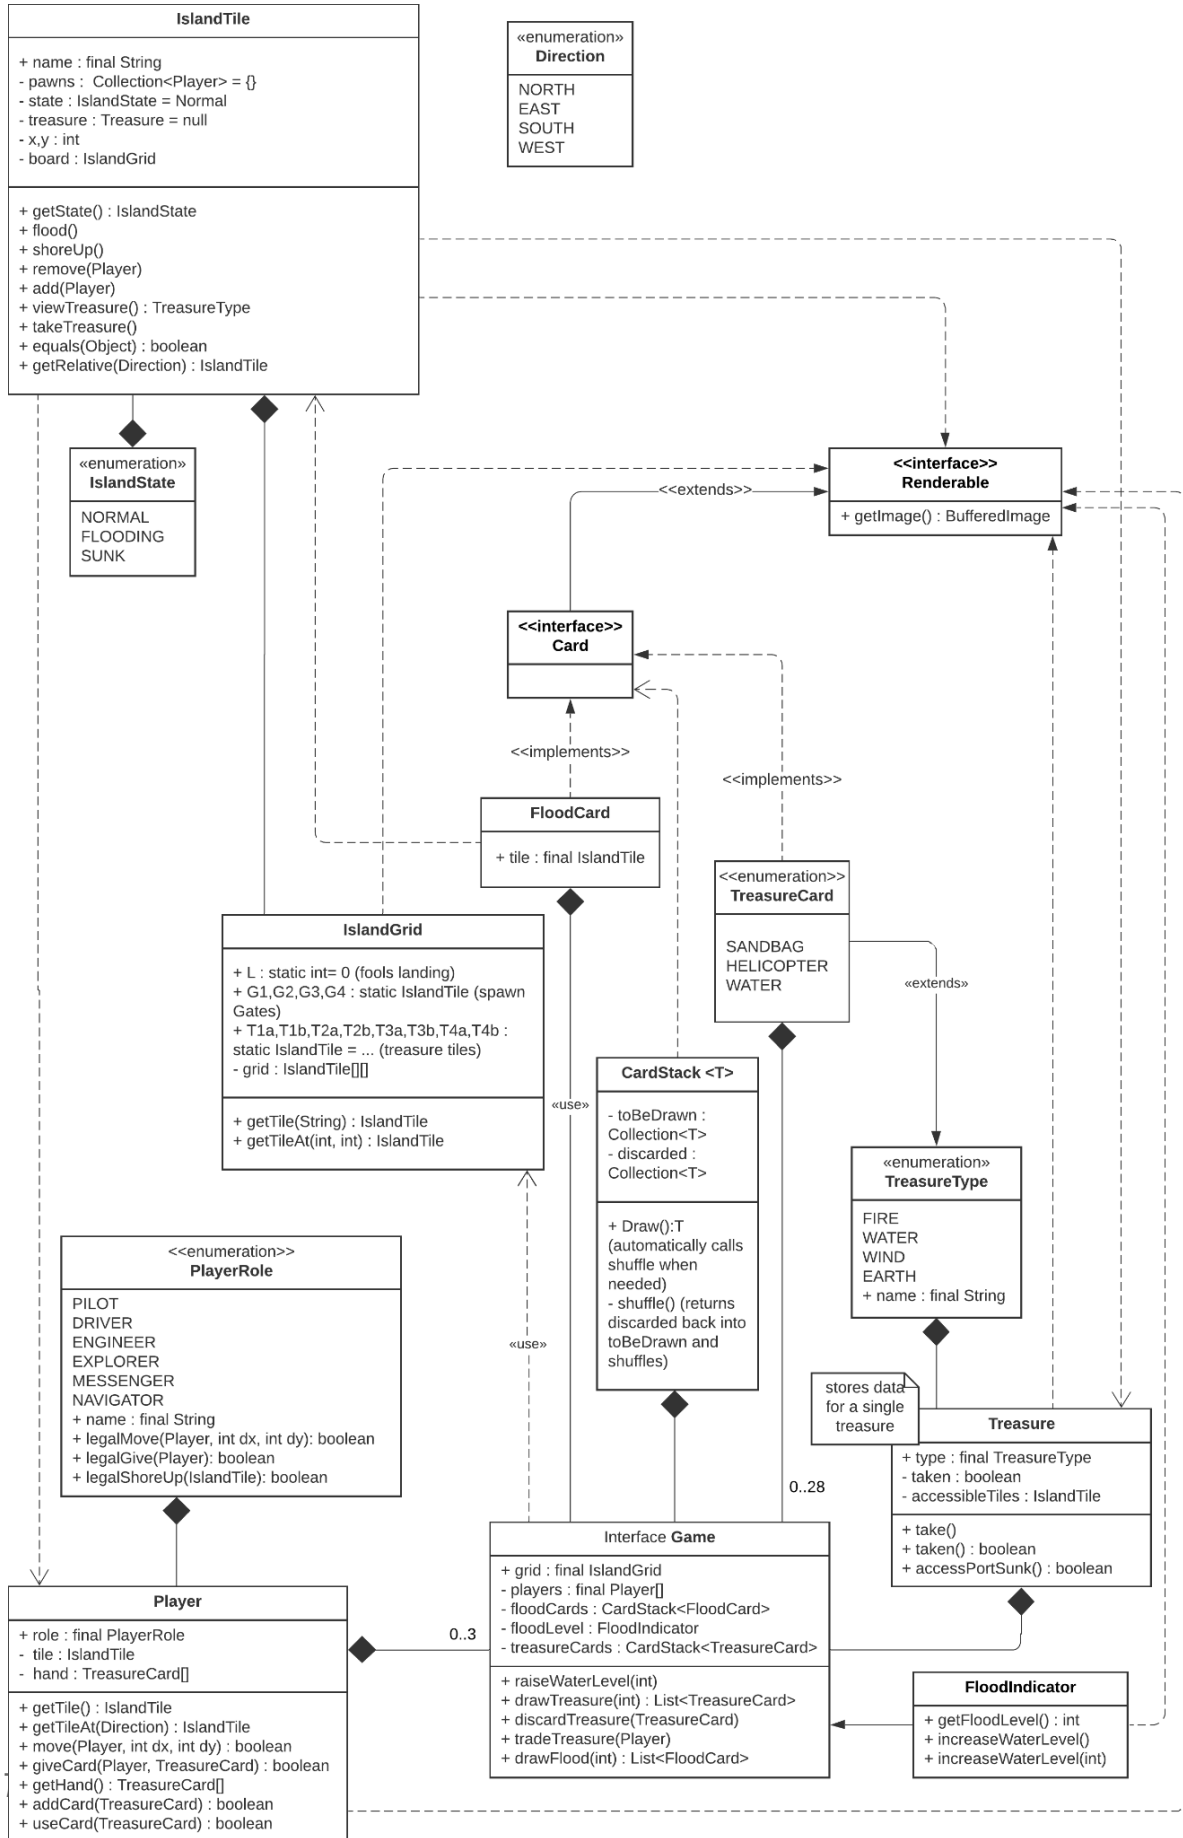 IslandTile
+ name : final String
- pawns :  Collection<Player> = {}
- state : IslandState = Normal
- treasure : Treasure = null
- x,y : int
- board : IslandGrid
+ getState() : IslandState
+ flood()
+ shoreUp()
+ remove(Player)
+ add(Player)
+ viewTreasure() : TreasureType
+ takeTreasure()
+ equals(Object) : boolean
+ getRelative(Direction) : IslandTile
«enumeration»
Direction
NORTH
EAST
SOUTH
WEST
«enumeration»
IslandState
NORMAL
FLOODING
SUNK
<<interface>>
Renderable
+ getImage() : BufferedImage
<<extends>>
<<interface>>
Card
<<implements>>
<<implements>>
FloodCard
+ tile : final IslandTile
<<enumeration>>
TreasureCard
SANDBAG
HELICOPTER
WATER
«extends»
IslandGrid
+ L : static int= 0 (fools landing)
+ G1,G2,G3,G4 : static IslandTile (spawn
Gates)
+ T1a,T1b,T2a,T2b,T3a,T3b,T4a,T4b :
static IslandTile = ... (treasure tiles)
- grid : IslandTile[][]
+ getTile(String) : IslandTile
+ getTileAt(int, int) : IslandTile
«use»
CardStack <T>
- toBeDrawn :
Collection<T>
- discarded :
Collection<T>
+ Draw():T
(automatically calls
shuffle when
needed)
- shuffle() (returns
discarded back into
toBeDrawn and
shuffles)
«enumeration»
TreasureType
FIRE
WATER
WIND
EARTH
+ name : final String
<<enumeration>>
PlayerRole
PILOT
DRIVER
ENGINEER
EXPLORER
MESSENGER
NAVIGATOR
+ name : final String
+ legalMove(Player, int dx, int dy): boolean
+ legalGive(Player): boolean
+ legalShoreUp(IslandTile): boolean
«use»
stores data
for a single
treasure
Treasure
+ type : final TreasureType
- taken : boolean
- accessibleTiles : IslandTile
+ take()
+ taken() : boolean
+ accessPortSunk() : boolean
0..28
Interface Game
+ grid : final IslandGrid
- players : final Player[]
- floodCards : CardStack<FloodCard>
- floodLevel : FloodIndicator
- treasureCards : CardStack<TreasureCard>
+ raiseWaterLevel(int)
+ drawTreasure(int) : List<TreasureCard>
+ discardTreasure(TreasureCard)
+ tradeTreasure(Player)
+ drawFlood(int) : List<FloodCard>
0..3
Player
+ role : final PlayerRole
- tile : IslandTile
- hand : TreasureCard[]
+ getTile() : IslandTile
+ getTileAt(Direction) : IslandTile
+ move(Player, int dx, int dy) : boolean
+ giveCard(Player, TreasureCard) : boolean
+ getHand() : TreasureCard[]
+ addCard(TreasureCard) : boolean
+ useCard(TreasureCard) : boolean
FloodIndicator
+ getFloodLevel() : int
+ increaseWaterLevel()
+ increaseWaterLevel(int)